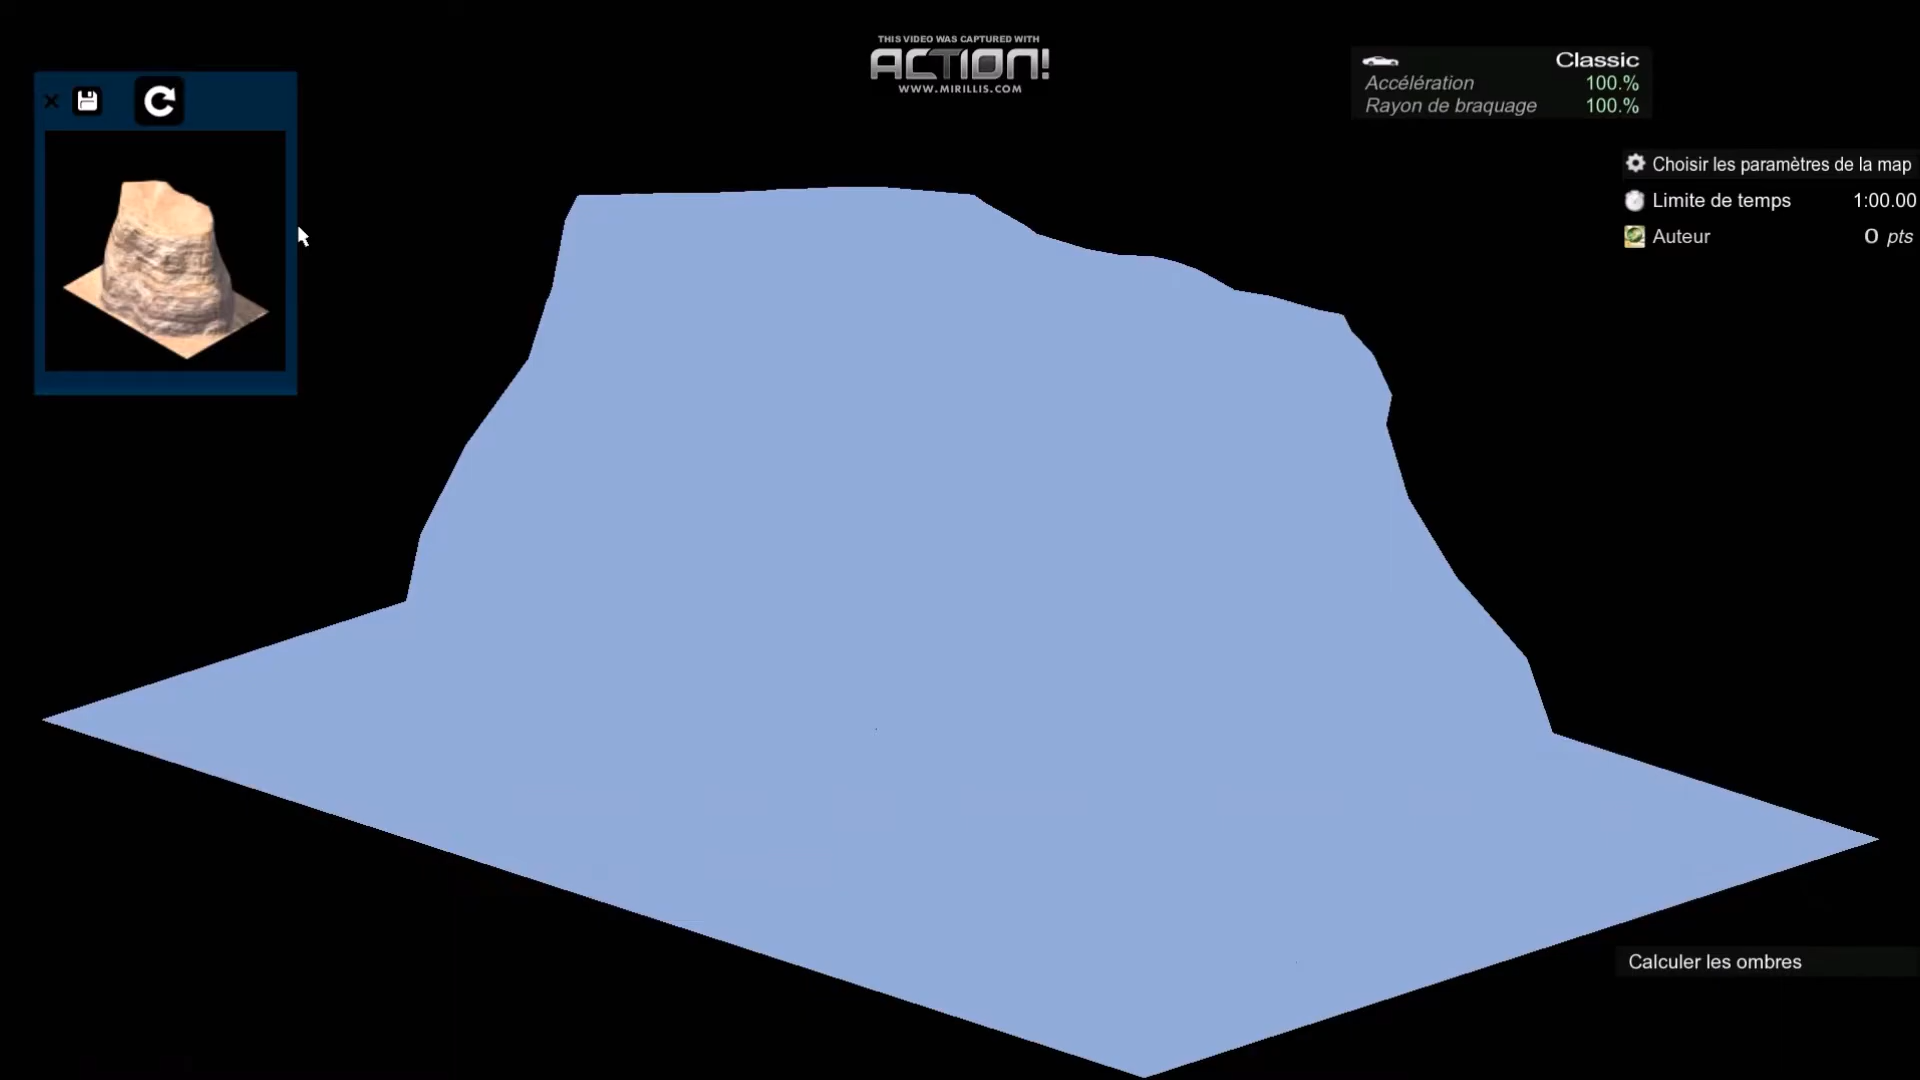 THIS VIDEO WAS CAPTURED WITH
ACTION!
WWW.MIRILLIS.COM
Classic
Accélération 100.%
Rayon de braquage 100.%
Choisir les paramètres de la map
Limite de temps 1:00.00
Auteur 0 pts
Calculer les ombres